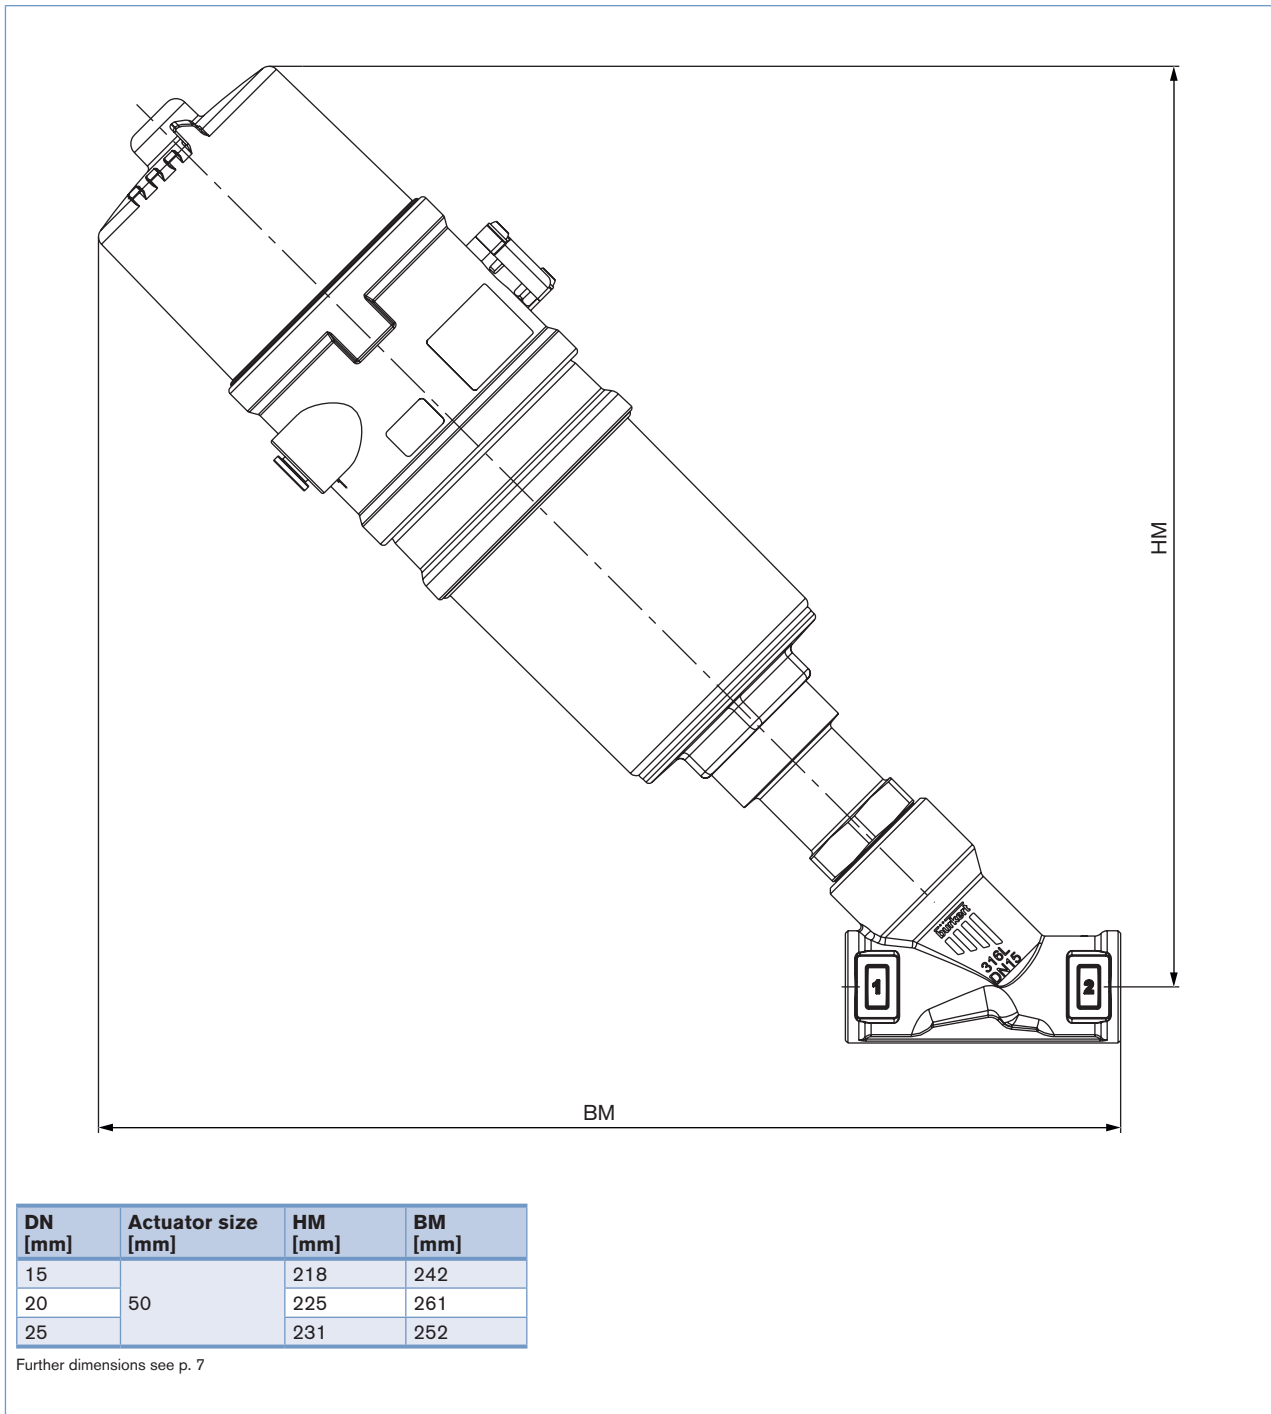 HM
bürkert
316L
DN15
1
2
BM
DN [mm] Actuator size [mm] HM [mm] BM [mm]
15 50 218 242
20 225 261
25 231 252
Further dimensions see p. 7